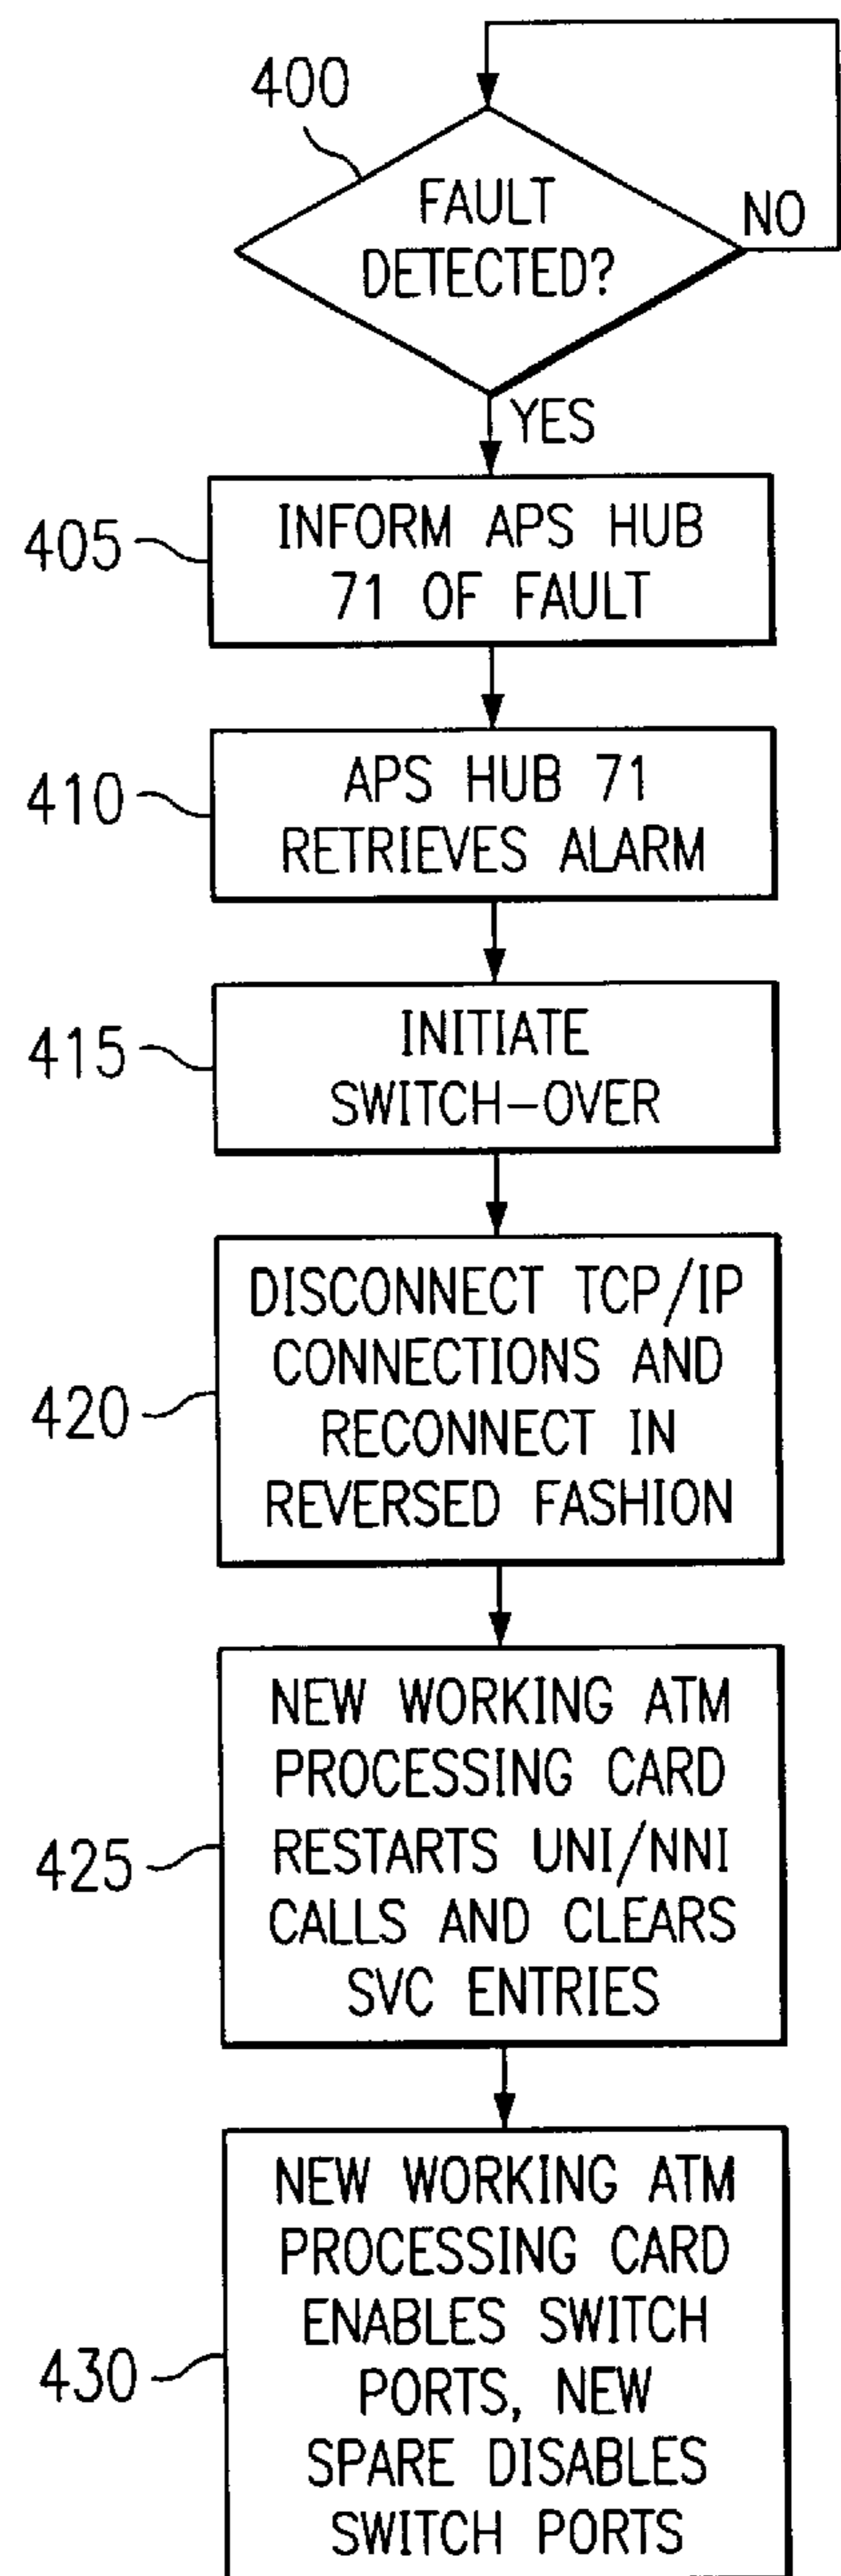 400
FAULT
DETECTED?
NO
YES
405
INFORM APS HUB
71 OF FAULT
410
APS HUB 71
RETRIEVES ALARM
415
INITIATE
SWITCH-OVER
420
DISCONNECT TCP/IP
CONNECTIONS AND
RECONNECT IN
REVERSED FASHION
425
NEW WORKING ATM
PROCESSING CARD
RESTARTS UNI/NNI
CALLS AND CLEARS
SVC ENTRIES
430
NEW WORKING ATM
PROCESSING CARD
ENABLES SWITCH
PORTS, NEW
SPARE DISABLES
SWITCH PORTS